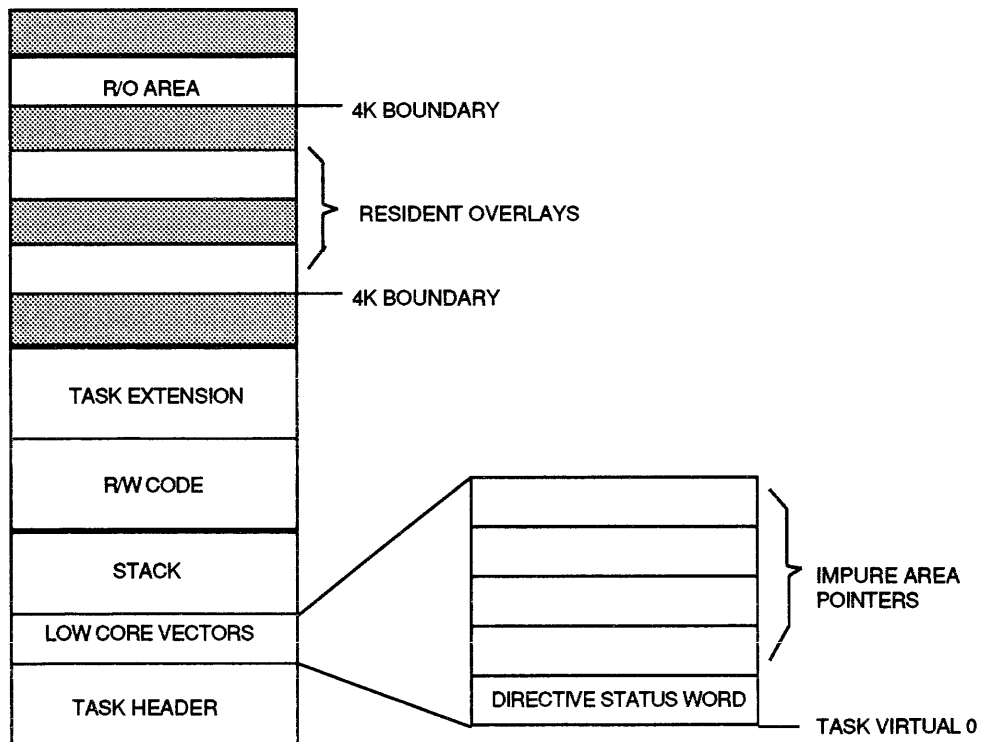 R/O AREA
4K BOUNDARY
RESIDENT OVERLAYS
4K BOUNDARY
TASK EXTENSION
R/W CODE
STACK
LOW CORE VECTORS
TASK HEADER
IMPURE AREA
POINTERS
DIRECTIVE STATUS WORD
TASK VIRTUAL 0